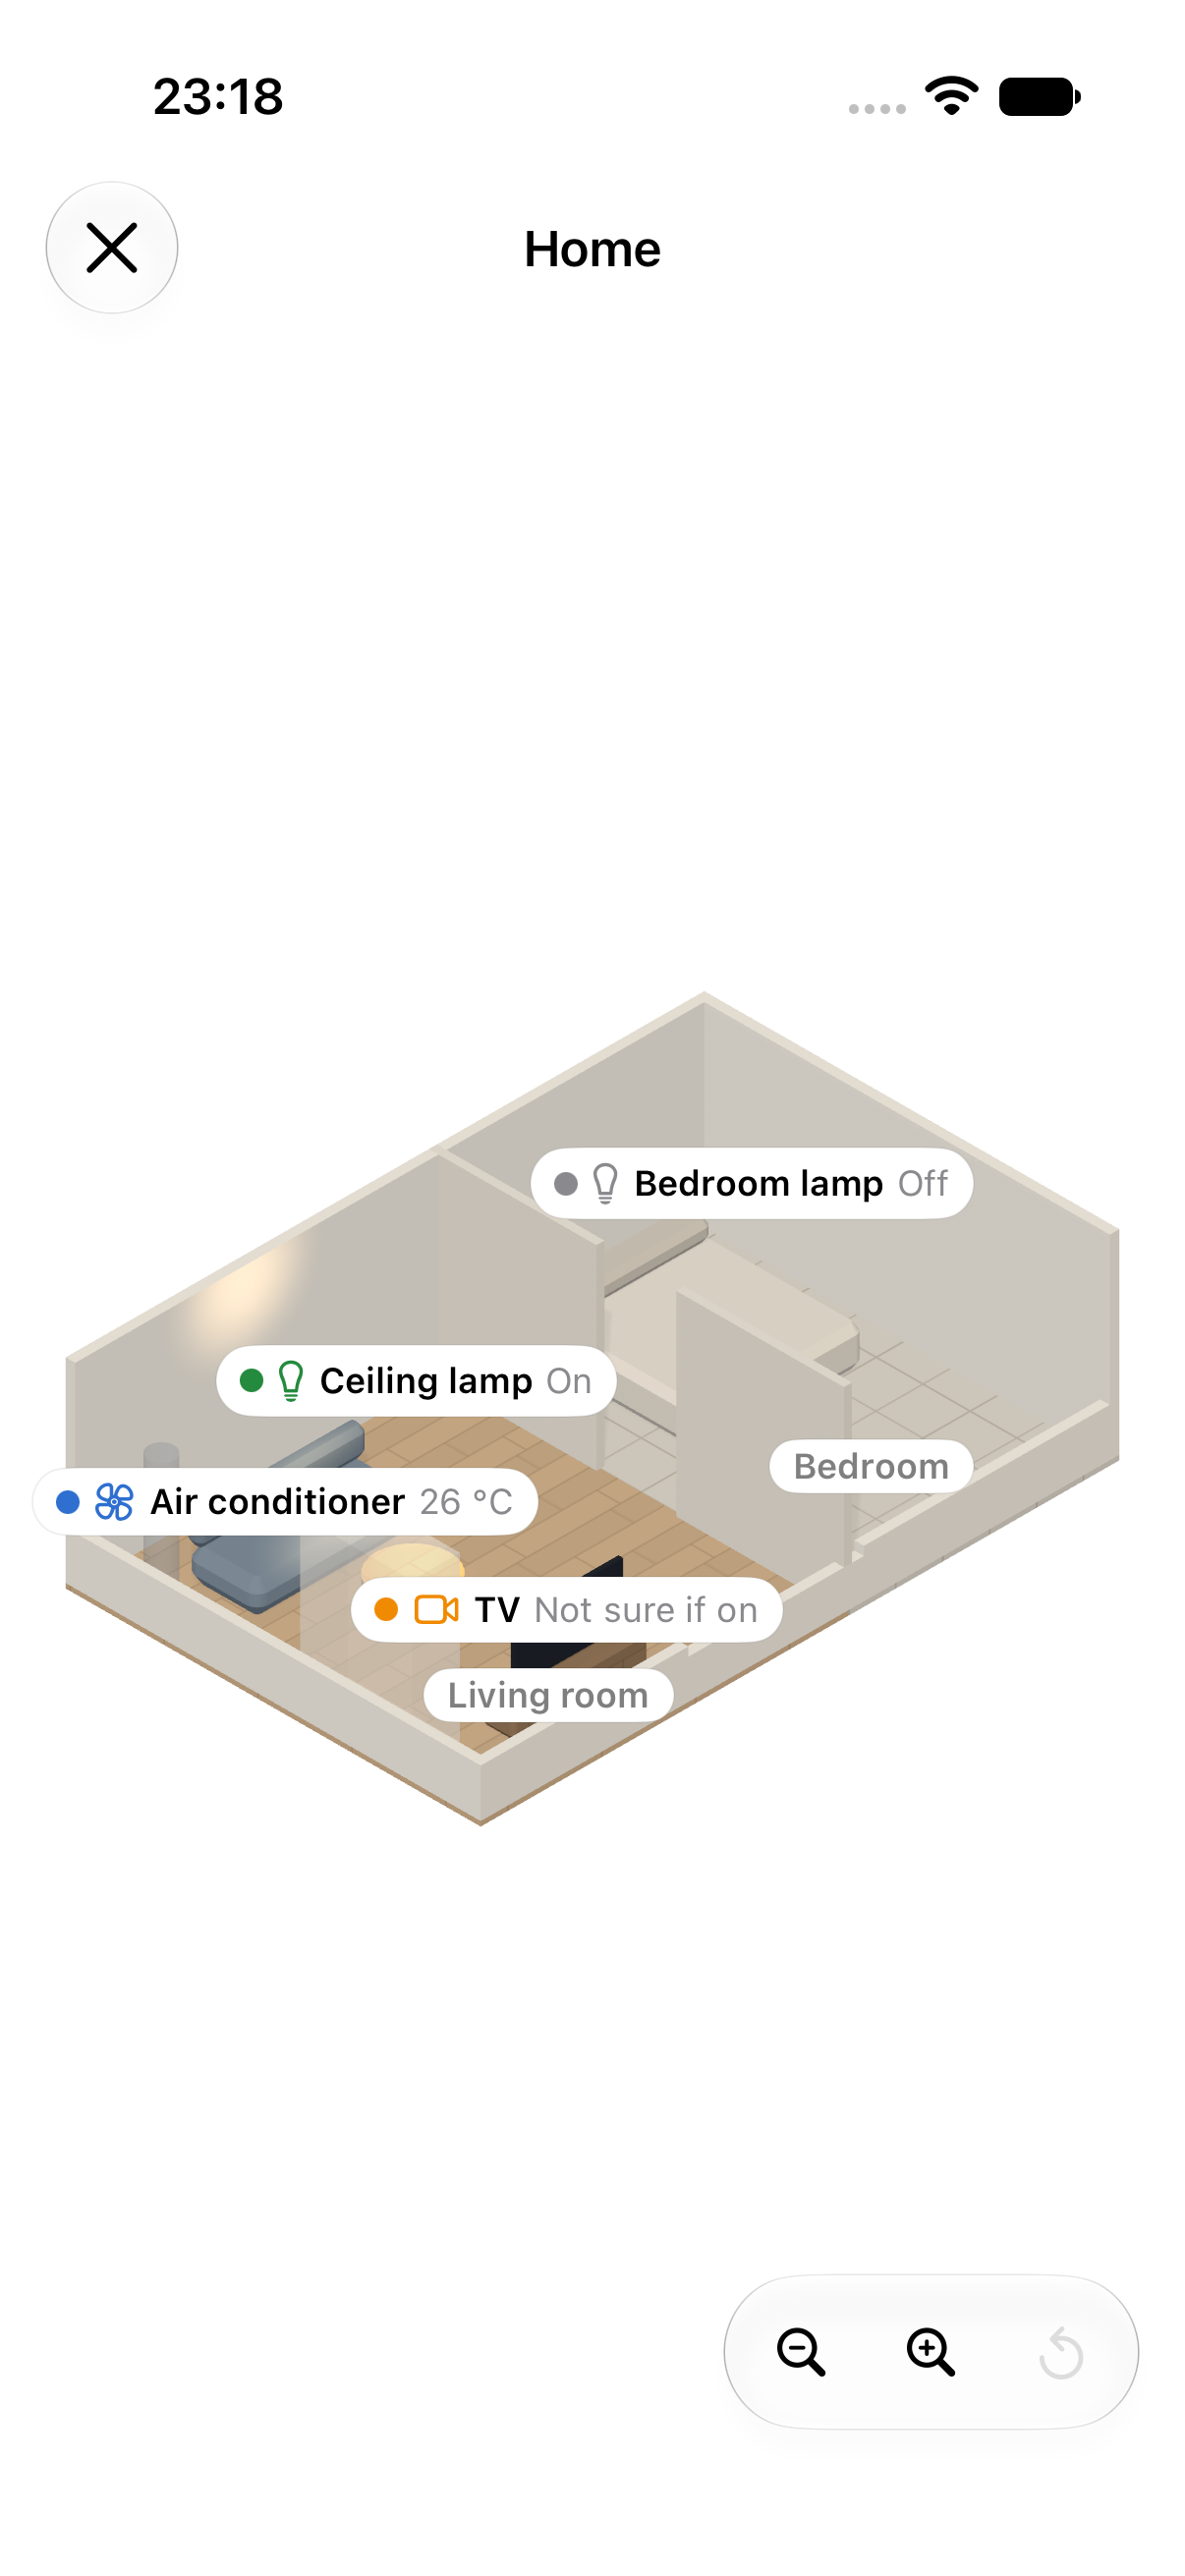 23:18
Home
Bedroom lamp Off
Ceiling lamp On
Bedroom
Air conditioner 26 °C
TV Not sure if on
Living room